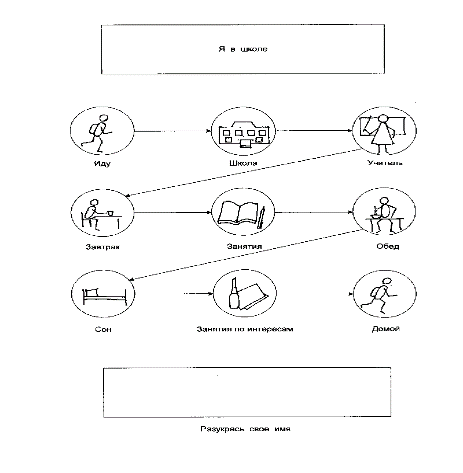 Я в школе
Иду Школа Учитель
Завтрак Занятия Обед
Сон Занятия по интересам Домой
Разукрась свое имя